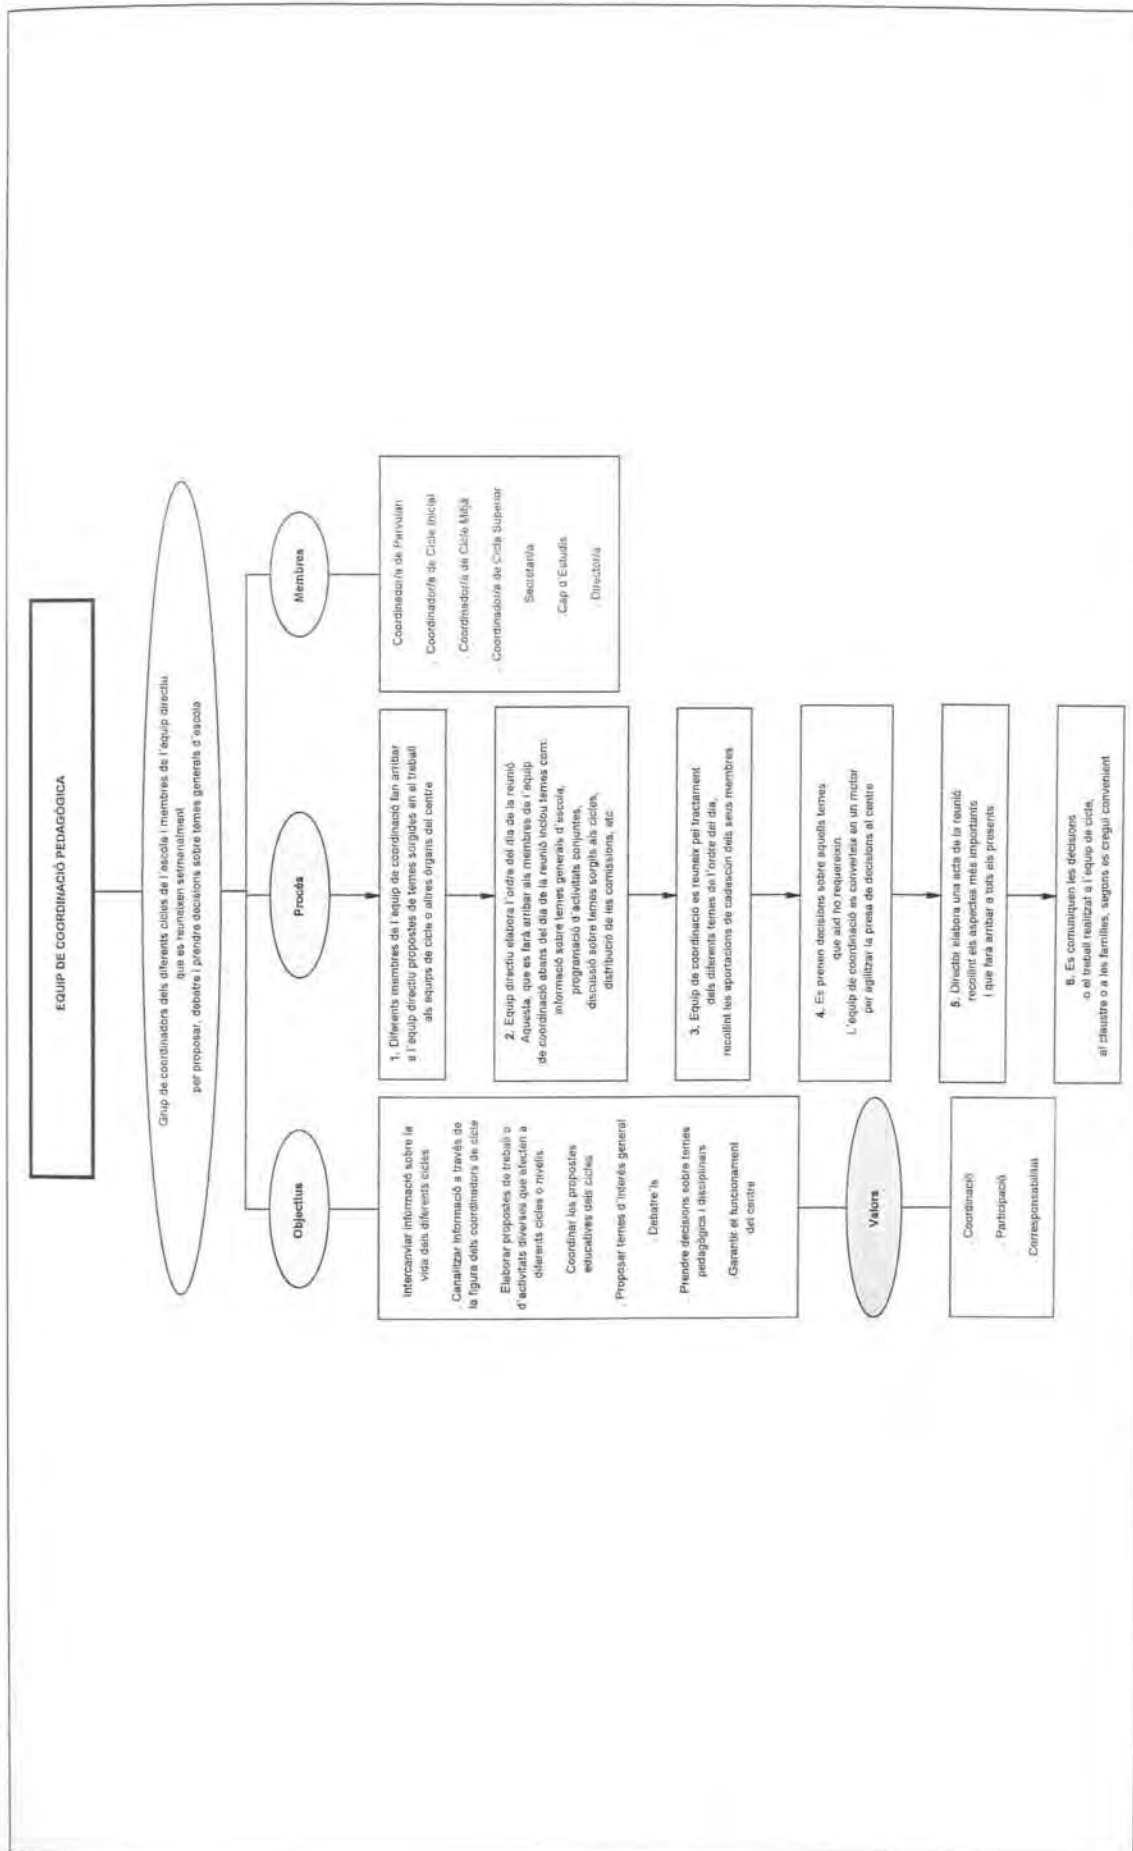 EQUIP DE COORDINACIÓ PEDAGÒGICA
Grup de coordinadors dels diferents cicles de l'escola i membres de l'equip directiu
que es reuneixen setmanalment
per proposar, debatre i prendre decisions sobre temes generals d'escola
Objectius
Intercanviar informació sobre la
vida dels diferents cicles
. Canalitzar informació a través de
la figura dels coordinadors de cicle
Elaborar propostes de treball o
d'activitats diverses que afecten a
diferents cicles o nivells.
Coordinar les propostes
educatives dels cicles
. Proposar temes d'interès general
. Debatre'ls
. Prendre decisions sobre temes
pedagògics i disciplinars
. Garantir el funcionament
del centre
Valors
. Coordinació
. Participació
. Corresponsabilitat
Procés
1. Diferents membres de l'equip de coordinació fan arribar
a l'equip directiu propostes de temes sorgides en el treball
als equips de cicle o altres òrgans del centre
2. Equip directiu elabora l'ordre del dia de la reunió
Aquesta, que es farà arribar als membres de l'equip
de coordinació abans del dia de la reunió inclou temes com:
informació sobre temes generals d'escola,
programació d'activitats conjuntes,
discussió sobre temes sorgits als cicles,
distribució de les comissions, etc
3. Equip de coordinació es reuneix pel tractament
dels diferents temes de l'ordre del dia,
recollint les aportacions de cadascún dels seus membres
4. Es prenen decisions sobre aquells temes
que així ho requereixin.
L'equip de coordinació es converteix en un motor
per agilitzar la presa de decisions al centre
5. Director elabora una acta de la reunió
recollint els aspectes més importants
i que farà arribar a tots els presents
6. Es comuniquen les decisions
o el treball realitzat a l'equip de cicle,
al claustre o a les famílies, segons es cregui convenient
Membres
Coordinador/a de Parvulari
. Coordinador/a de Cicle Inicial
. Coordinador/a de Cicle Mitjà
. Coordinador/a de Cicle Superior
Secretari/a
. Cap d'Estudis
. Director/a